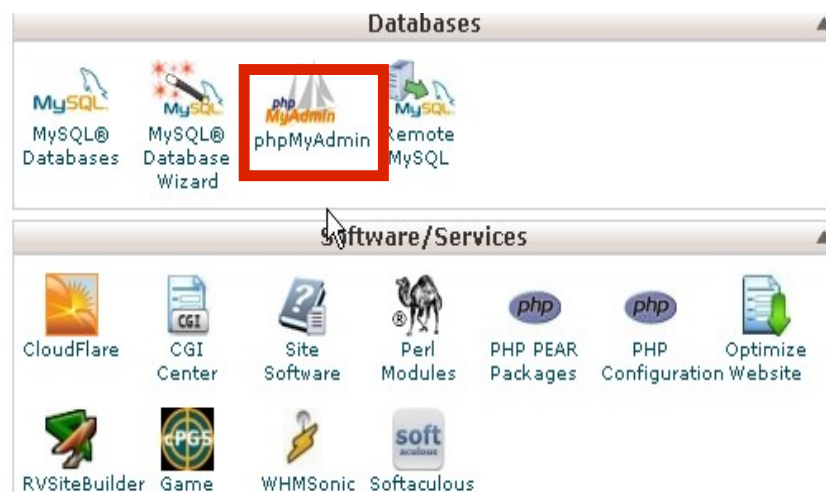 Databases
MySQL
MySQL
php
MyAdmin
MySQL
MySQL®
Databases
MySQL®
Database
Wizard
phpMyAdmin
Remote
MySQL
Software/Services
CGI
®
php
php
CloudFlare
CGI
Center
Site
Software
Perl
Modules
PHP PEAR
Packages
PHP
Configuration
Optimize
Website
cPGS
soft
aculous
RVSiteBuilder
Game
WHMSonic
Softaculous